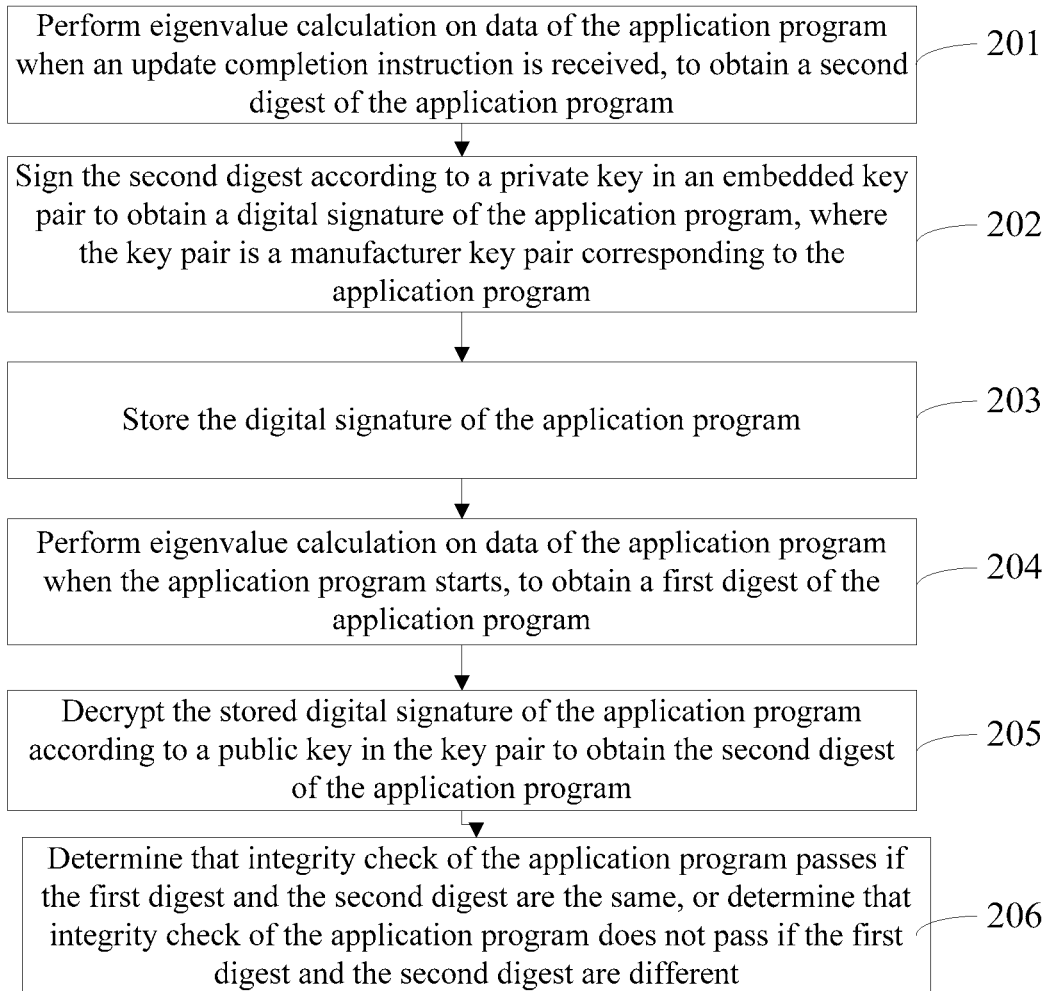 Perform eigenvalue calculation on data of the application program
when an update completion instruction is received, to obtain a second
digest of the application program
201
Sign the second digest according to a private key in an embedded key
pair to obtain a digital signature of the application program, where
the key pair is a manufacturer key pair corresponding to the
application program
202
Store the digital signature of the application program
203
Perform eigenvalue calculation on data of the application program
when the application program starts, to obtain a first digest of the
application program
204
Decrypt the stored digital signature of the application program
according to a public key in the key pair to obtain the second digest
of the application program
205
Determine that integrity check of the application program passes if
the first digest and the second digest are the same, or determine that
integrity check of the application program does not pass if the first
digest and the second digest are different
206